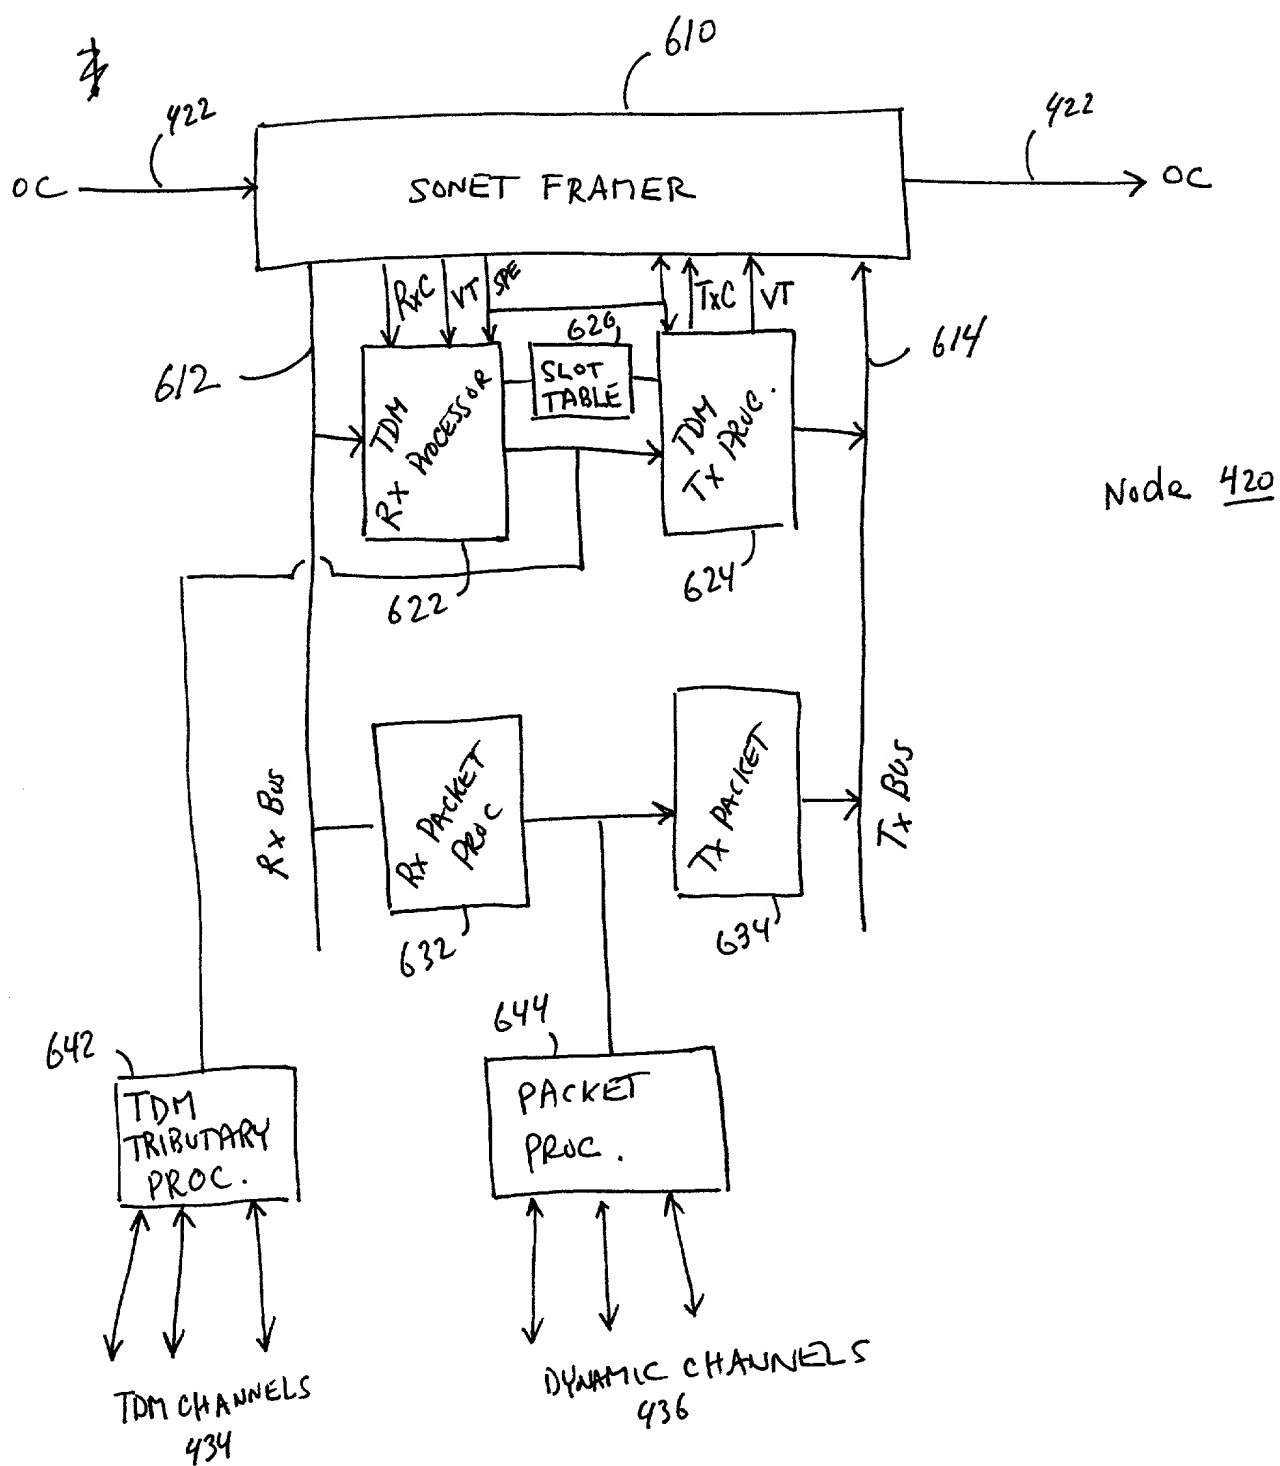 610
422
422
OC
SONET FRAMER
OC
RxC
VT
SPE
TxC
VT
626
612
614
SLOT
TABLE
TDM
Rx PROCESSOR
TDM
Tx PROC.
Node 420
622
624
Rx Bus
Rx PACKET
PROC
Tx PACKET
Tx BUS
632
634
642
644
TDM
TRIBUTARY
PROC.
PACKET
PROC.
TDM CHANNELS
434
DYNAMIC CHANNELS
436